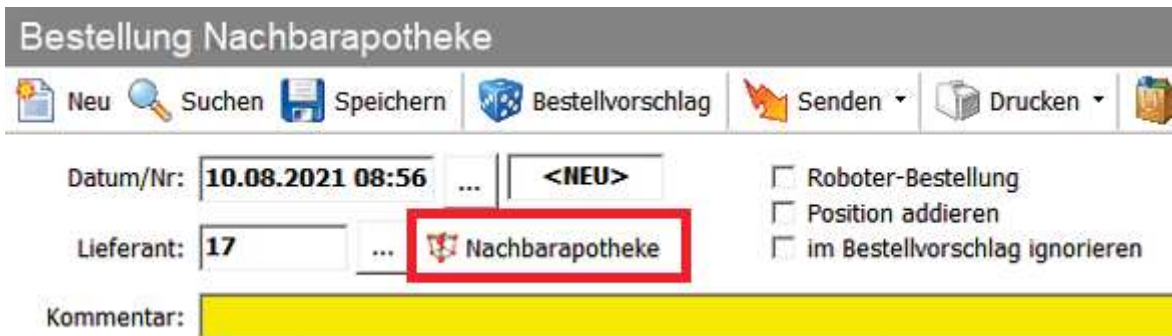 Bestellung Nachbarapotheke
Neu Suchen Speichern Bestellvorschlag Senden Drucken
Datum/Nr: 10.08.2021 08:56 ... <NEU> Roboter-Bestellung
Position addieren
Lieferant: 17 ... Nachbarapotheke im Bestellvorschlag ignorieren
Kommentar: